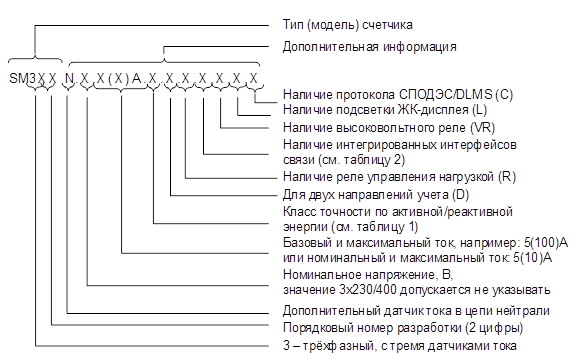 Тип (модель) счетчика
Дополнительная информация
SM3XX N.X X(X)A.X.X.X.X.X.X.X
Наличие протокола СПОДЭС/DLMS (C)
Наличие подсветки ЖК-дисплея (L)
Наличие высоковольтного реле (VR)
Наличие интегрированных интерфейсов
связи (см. таблицу 2)
Наличие реле управления нагрузкой (R)
Для двух направлений учета (D)
Класс точности по активной/реактивной
энергии (см. таблицу 1)
Базовый и максимальный ток, например: 5(100)А
или номинальный и максимальный ток: 5(10)А
Номинальное напряжение, В,
значение 3х230/400 допускается не указывать
Дополнительный датчик тока в цепи нейтрали
Порядковый номер разработки (2 цифры)
3 – трёхфазный, с тремя датчиками тока